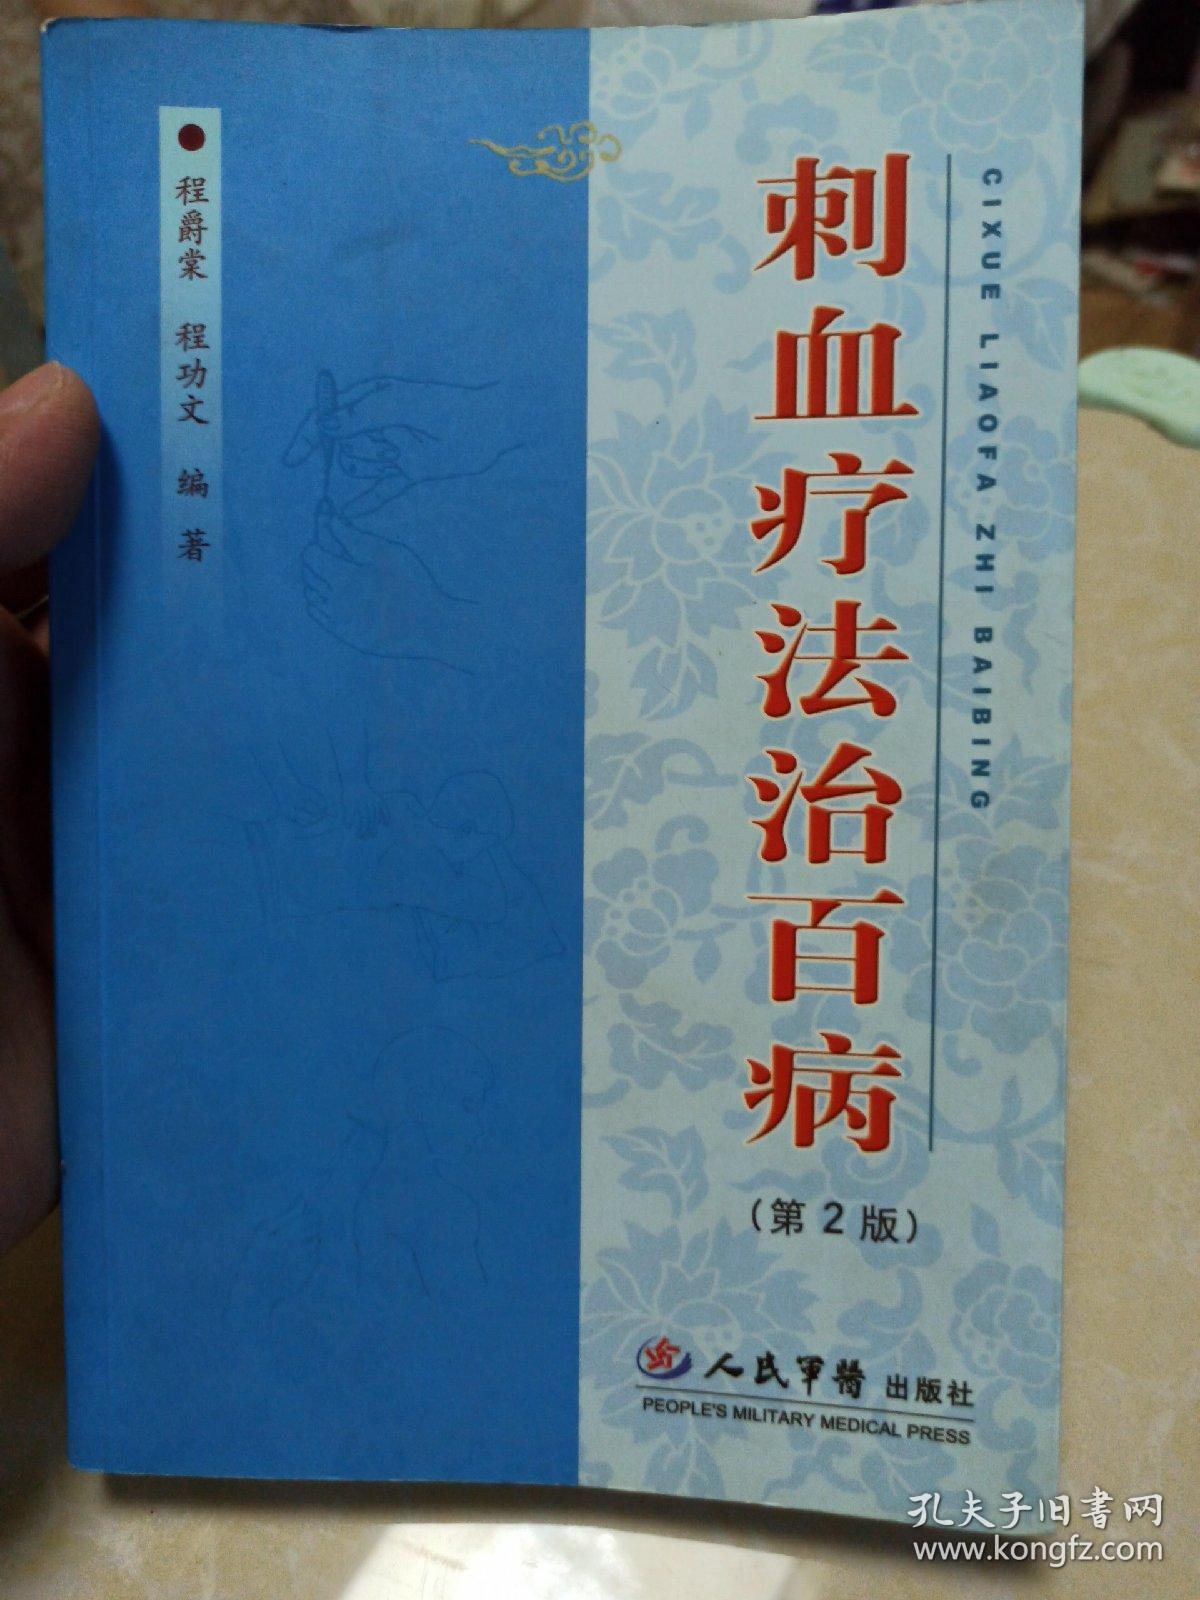 CIXUE LIAOFA ZHI BAIBING
刺血疗法治百病
（第2版）
程爵棠 程功文 编著
人民军医 出版社
PEOPLE'S MILITARY MEDICAL PRESS
孔夫子旧书网
www.kongfz.com